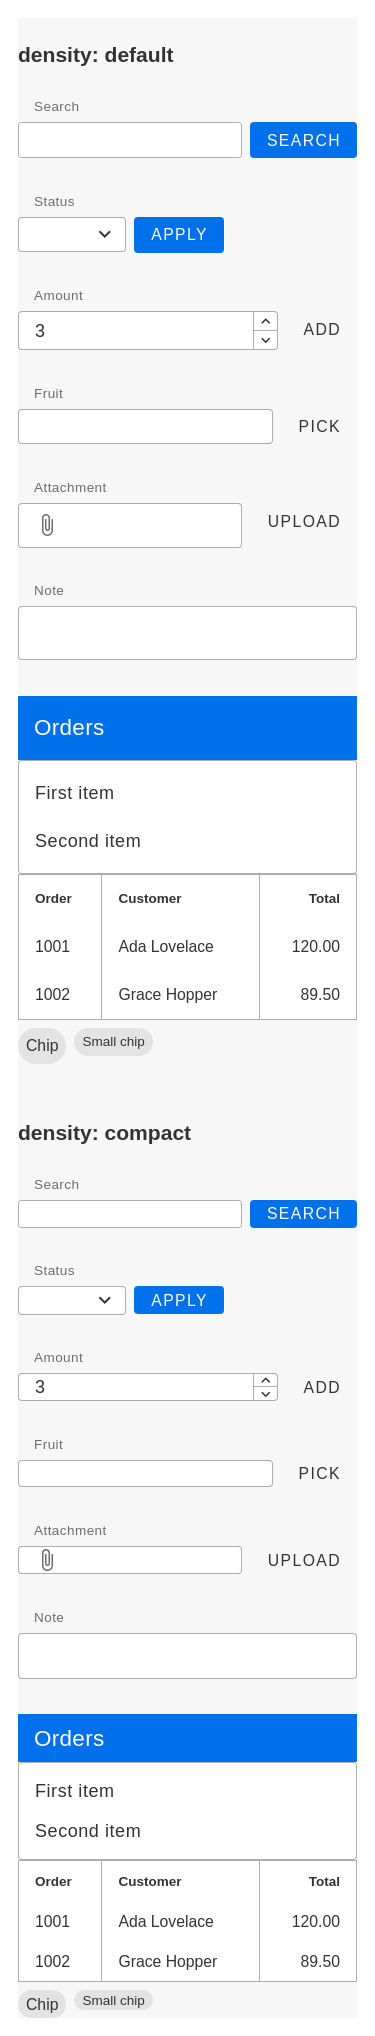 density: default
Search
SEARCH
Status
APPLY
Amount
3
ADD
Fruit
PICK
Attachment
UPLOAD
Note
Orders
First item
Second item
Order Customer Total
1001 Ada Lovelace 120.00
1002 Grace Hopper 89.50
Chip Small chip
density: compact
Search
SEARCH
Status
APPLY
Amount
3
ADD
Fruit
PICK
Attachment
UPLOAD
Note
Orders
First item
Second item
Order Customer Total
1001 Ada Lovelace 120.00
1002 Grace Hopper 89.50
Chip Small chip